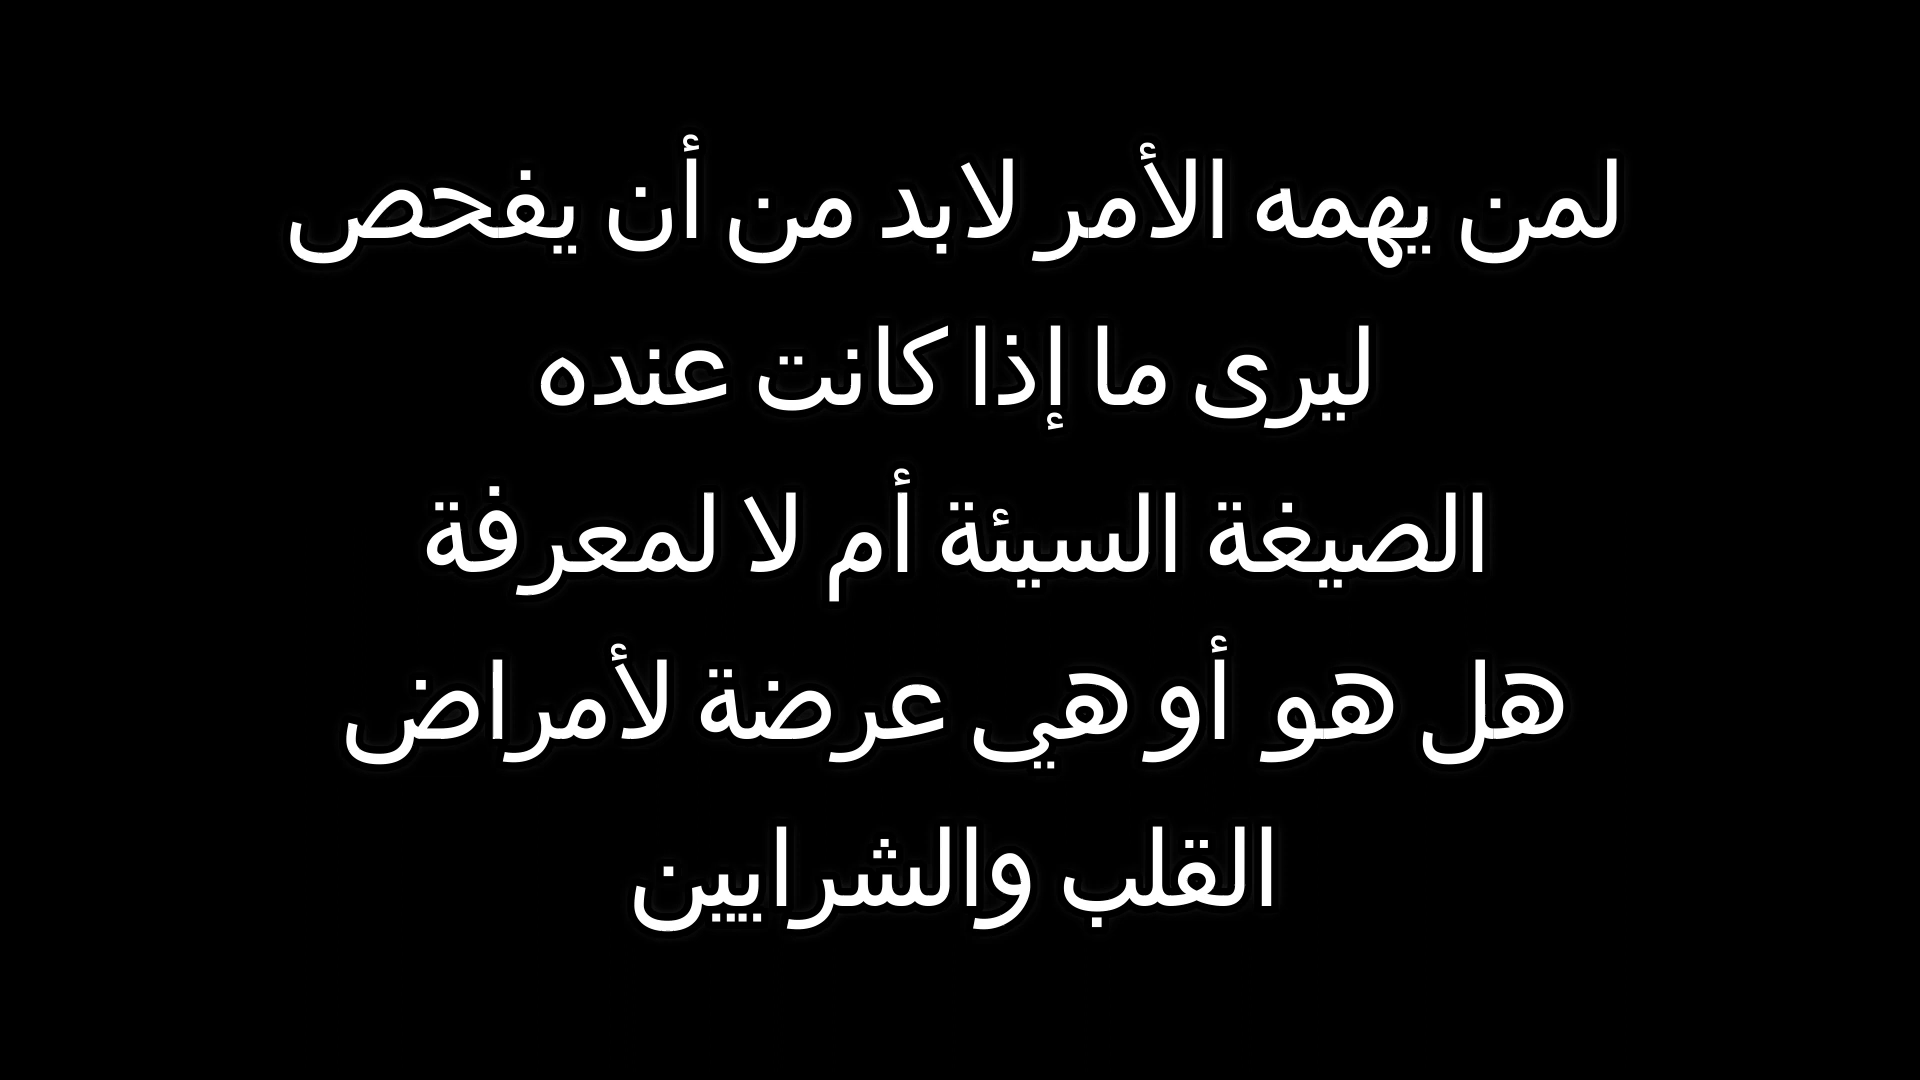 لمن يهمه الأمر لابد من أن يفحص
ليرى ما إذا كانت عنده
الصيغة السيئة أم لا لمعرفة
هل هو أو هي عرضة لأمراض
القلب والشرايين